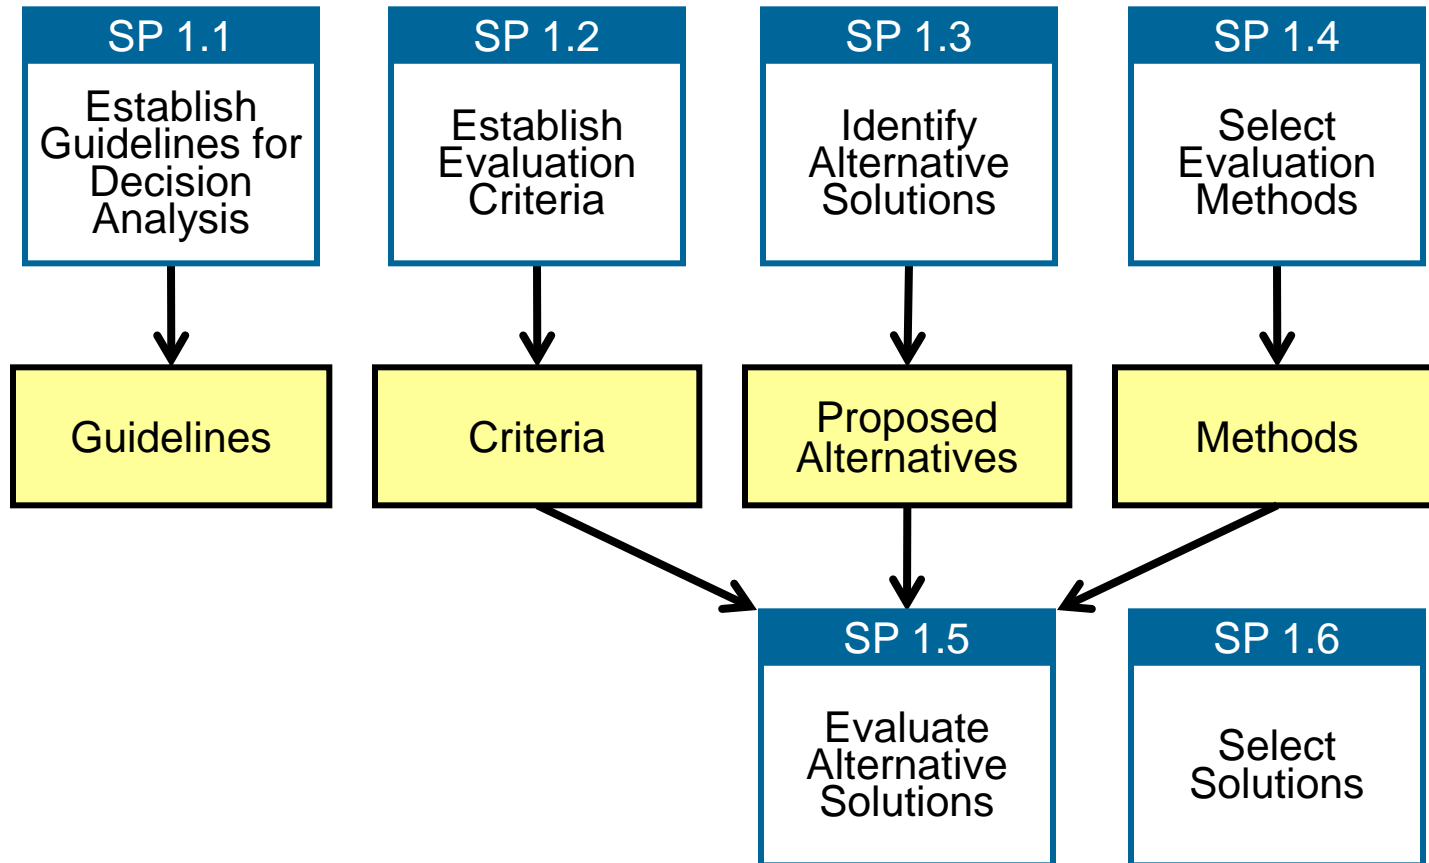 SP 1.1
Establish
Guidelines for
Decision
Analysis
SP 1.2
Establish
Evaluation
Criteria
SP 1.3
Identify
Alternative
Solutions
SP 1.4
Select
Evaluation
Methods
Guidelines
Criteria
Proposed
Alternatives
Methods
SP 1.5
Evaluate
Alternative
Solutions
SP 1.6
Select
Solutions